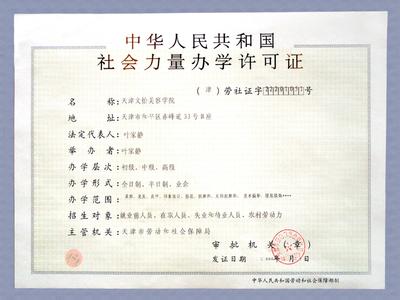 中华人民共和国
社会力量办学许可证
（津）劳社证字 号
名称：天津文怡美容学院
地址：天津市和平区赤峰道53号B座
法定代表人：叶家静
举办者：叶家静
办学层次：初级、中级、高级
办学形式：全日制、半日制、业余
办学范围：
招生对象：就业前人员、在职人员、失业和待业人员、农村劳动力
主管机关：天津市劳动和社会保障局
审批机关（章）
发证日期 年 月 日
中华人民共和国劳动和社会保障部制